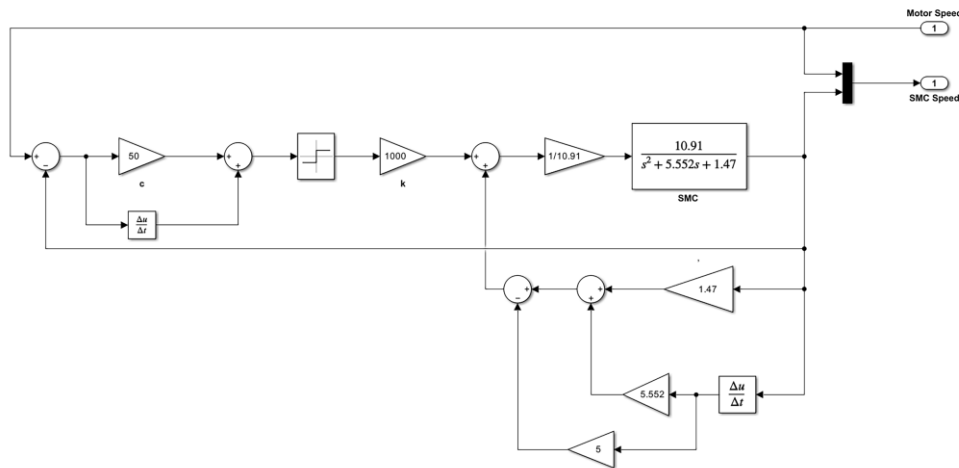 Motor Speed
1
1
SMC Speed
+
−
50
c
+
+
Δu
Δt
1000
k
+
+
1/10.91
10.91
s² + 5.552s + 1.47
SMC
+
−
+
+
1.47
5.552
Δu
Δt
5